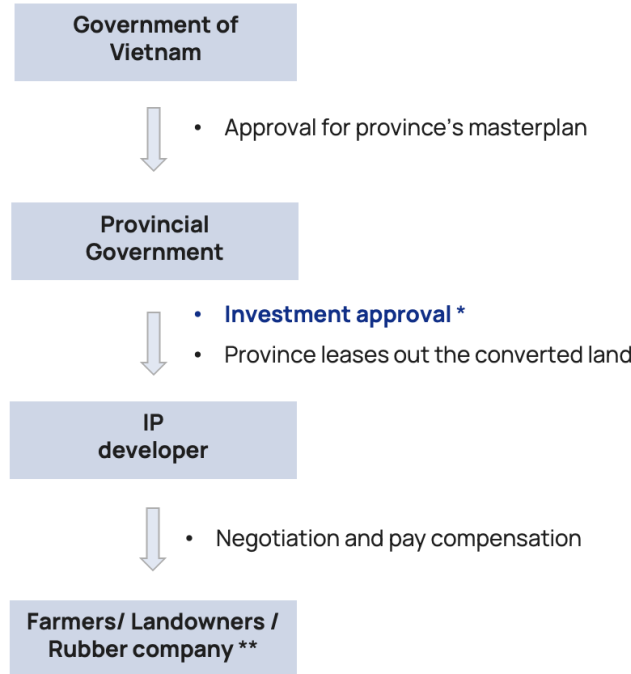 Government of
Vietnam
• Approval for province's masterplan
Provincial
Government
• Investment approval *
• Province leases out the converted land
IP
developer
• Negotiation and pay compensation
Farmers/ Landowners /
Rubber company **